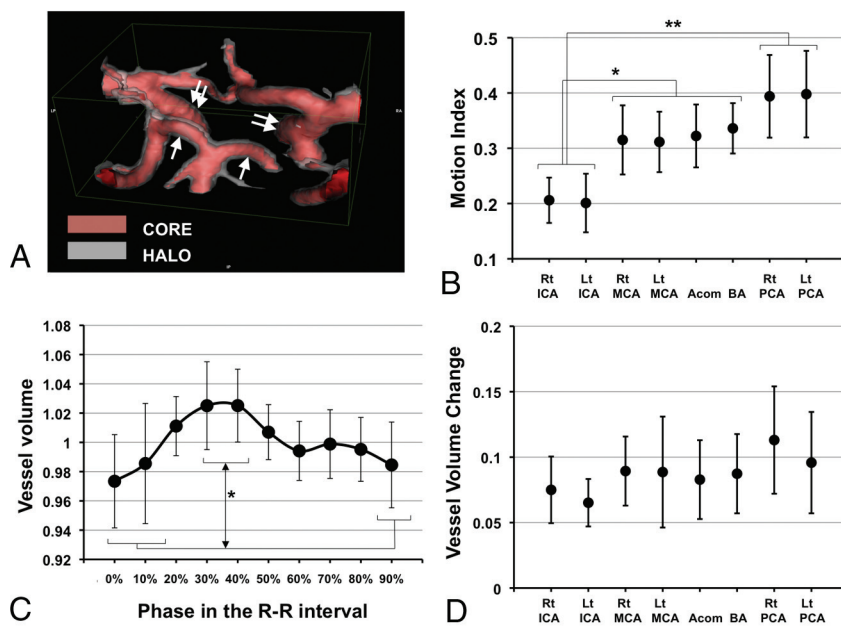 A
CORE
HALO
B
Motion Index
**
*
0.5
0.4
0.3
0.2
0.1
Rt Lt Rt Lt Rt Lt
ICA ICA MCA MCA Acom BA PCA PCA
C
Vessel volume
1.08
1.06
1.04
1.02
1
0.98
0.96
0.94
0.92
*
0% 10% 20% 30% 40% 50% 60% 70% 80% 90%
Phase in the R-R interval
D
Vessel Volume Change
0.2
0.15
0.1
0.05
0
Rt Lt Rt Lt Rt Lt
ICA ICA MCA MCA Acom BA PCA PCA